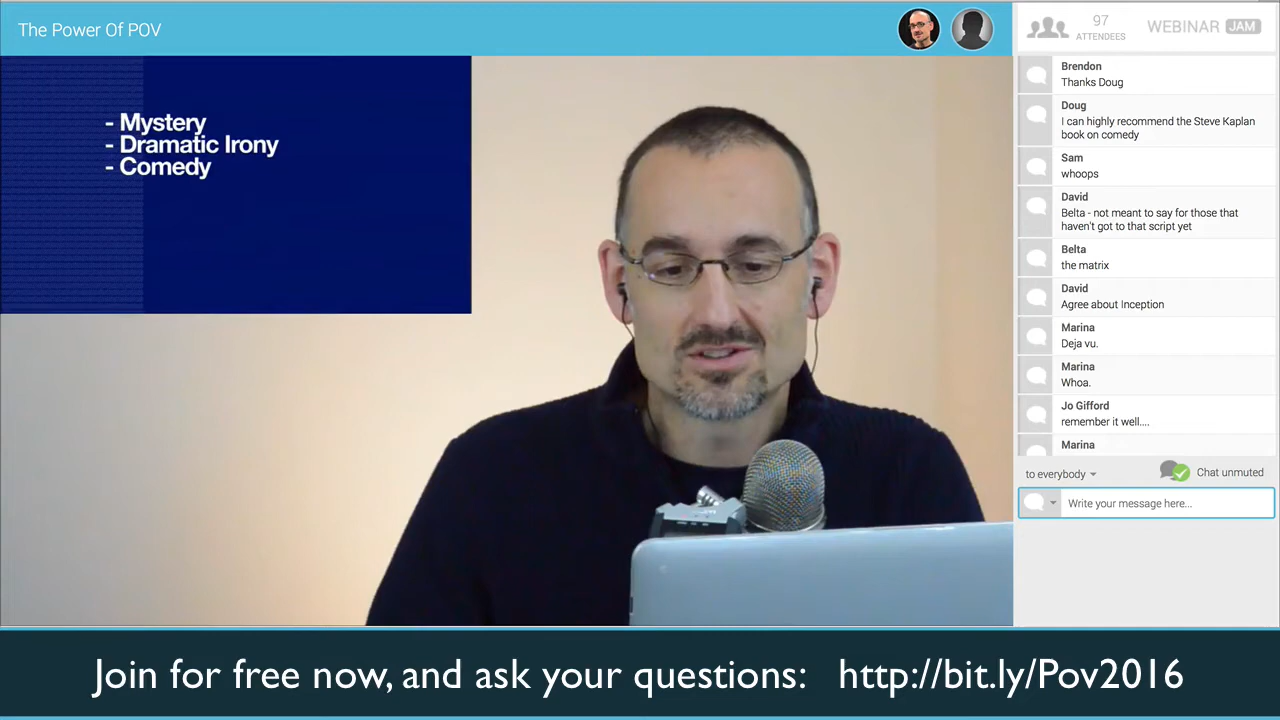 The Power Of POV
- Mystery
- Dramatic Irony
- Comedy
97
ATTENDEES
WEBINAR JAM
Brendon
Thanks Doug
Doug
I can highly recommend the Steve Kaplan
book on comedy
Sam
whoops
David
Belta - not meant to say for those that
haven't got to that script yet
Belta
the matrix
David
Agree about Inception
Marina
Deja vu.
Marina
Whoa.
Jo Gifford
remember it well....
Marina
to everybody
Chat unmuted
Write your message here...
Join for free now, and ask your questions: http://bit.ly/Pov2016